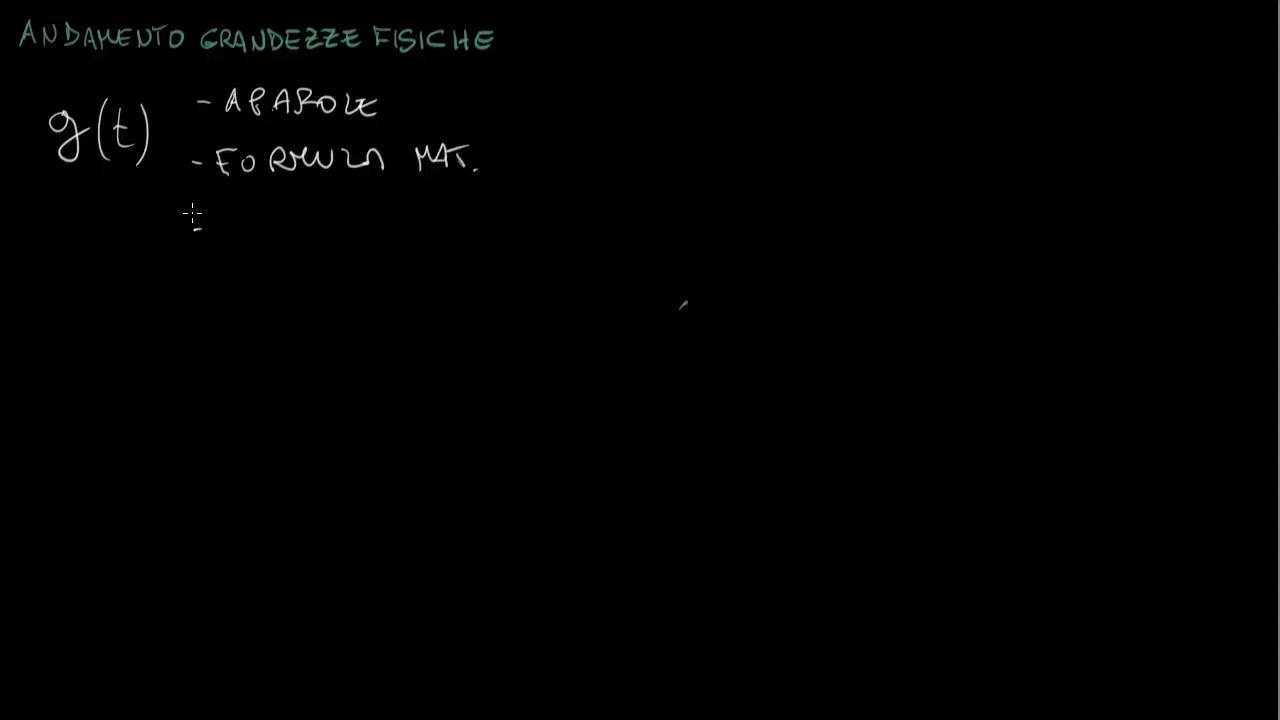 ANDAMENTO GRANDEZZE FISICHE
g(t)
- A PAROLE
- FORMULA MAT.
-